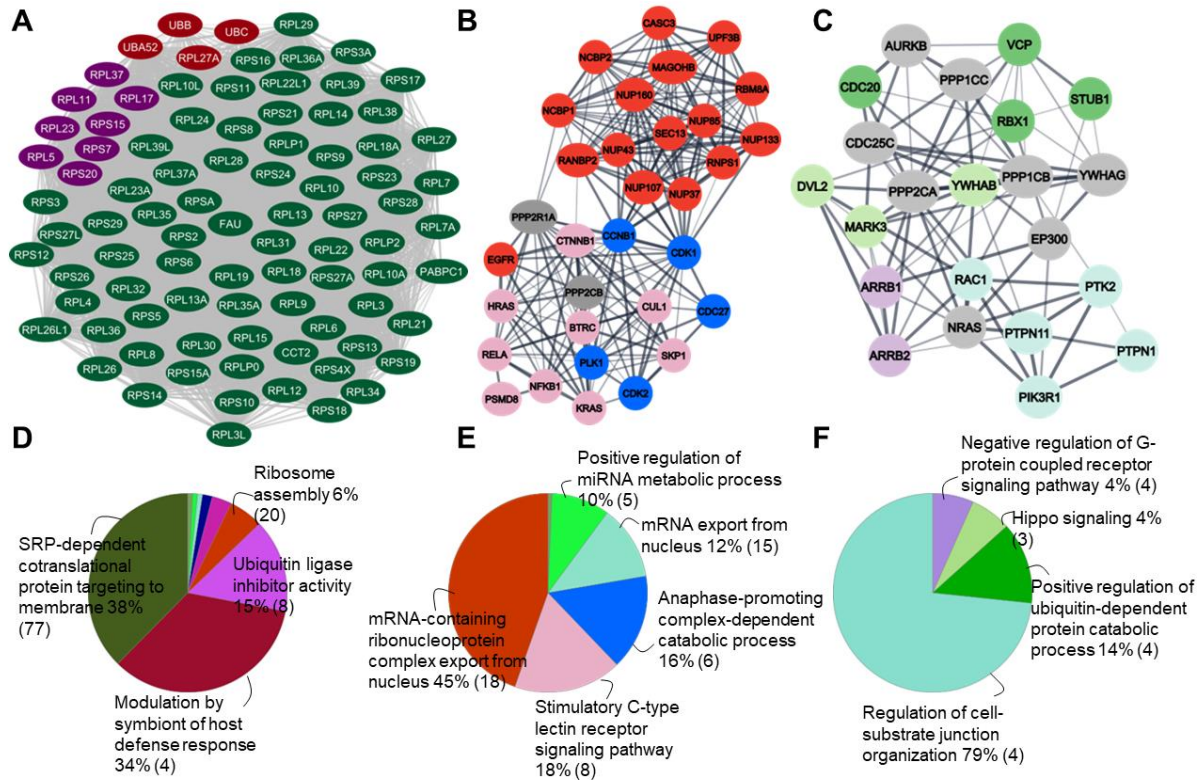 A
UBB
UBC
RPL29
UBA52
RPL27A
RPS16
RPL36A
RPS3A
RPL37
RPL10L
RPS11
RPL22L1
RPL39
RPS17
RPL11
RPL17
RPL24
RPS21
RPL14
RPL38
RPL23
RPS15
RPS8
RPLP1
RPL18A
RPL27
RPL5
RPS7
RPL39L
RPL28
RPS9
RPS20
RPL37A
RPS24
RPS23
RPL7
RPS3
RPL23A
RPSA
RPL10
RPS28
RPS27L
RPS29
RPL35
FAU
RPL13
RPS27
RPL7A
RPS12
RPS25
RPS2
RPL31
RPL22
RPLP2
RPS26
RPS6
RPL19
RPL18
RPS27A
RPL10A
PABPC1
RPL4
RPL32
RPL13A
RPL35A
RPL9
RPL3
RPL26L1
RPL36
RPS5
RPL21
RPL8
RPL30
RPL15
RPL6
RPS13
RPL26
RPS15A
RPLP0
CCT2
RPS4X
RPS19
RPS14
RPS10
RPL12
RPL34
RPS18
RPL3L
B
CASC3
UPF3B
NCBP2
MAGOHB
RBM8A
NCBP1
NUP160
NUP85
SEC13
NUP133
NUP43
RANBP2
RNPS1
NUP107
NUP37
PPP2R1A
CTNNB1
CCNB1
CDK1
EGFR
PPP2CB
HRAS
CUL1
CDC27
BTRC
RELA
PLK1
SKP1
NFKB1
PSMD8
CDK2
KRAS
C
AURKB
VCP
CDC20
PPP1CC
STUB1
RBX1
CDC25C
DVL2
PPP2CA
YWHAB
PPP1CB
YWHAG
MARK3
EP300
ARRB1
RAC1
PTK2
NRAS
PTPN11
ARRB2
PTPN1
PIK3R1
D
Ribosome
assembly 6%
(20)
SRP-dependent
cotranslational
protein targeting to
membrane 38%
(77)
Ubiquitin ligase
inhibitor activity
15% (8)
Modulation by
symbiont of host
defense response
34% (4)
E
Positive regulation of
miRNA metabolic process
10% (5)
mRNA export from
nucleus 12% (15)
Anaphase-promoting
complex-dependent
catabolic process
16% (6)
mRNA-containing
ribonucleoprotein
complex export from
nucleus 45% (18)
Stimulatory C-type
lectin receptor
signaling pathway
18% (8)
F
Negative regulation of G-
protein coupled receptor
signaling pathway 4% (4)
Hippo signaling 4%
(3)
Positive regulation of
ubiquitin-dependent
protein catabolic
process 14% (4)
Regulation of cell-
substrate junction
organization 79% (4)